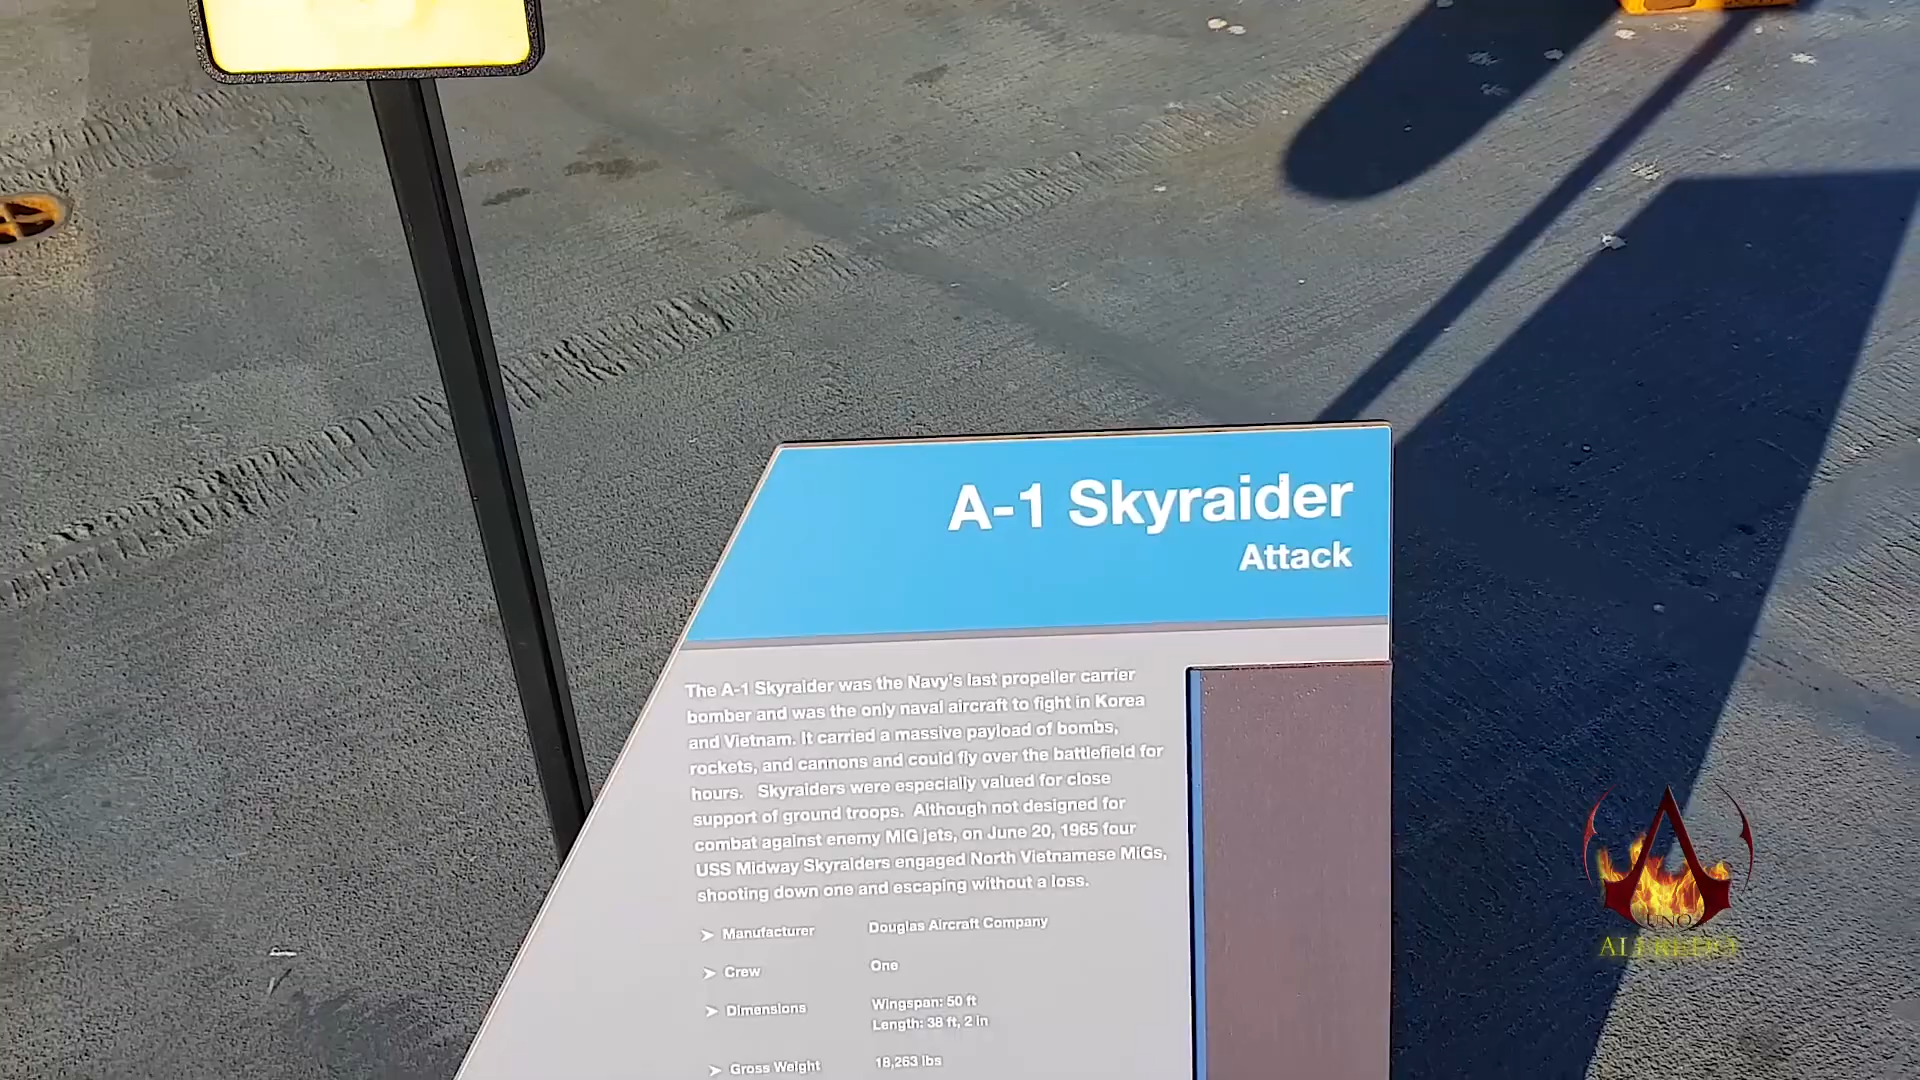 A-1 Skyraider
Attack
The A-1 Skyraider was the Navy's last propeller carrier
bomber and was the only naval aircraft to fight in Korea
and Vietnam. It carried a massive payload of bombs,
rockets, and cannons and could fly over the battlefield for
hours. Skyraiders were especially valued for close
support of ground troops. Although not designed for
combat against enemy MiG jets, on June 20, 1965 four
USS Midway Skyraiders engaged North Vietnamese MiGs,
shooting down one and escaping without a loss.
➤ Manufacturer Douglas Aircraft Company
➤ Crew One
➤ Dimensions Wingspan: 50 ft
Length: 38 ft, 2 in
➤ Gross Weight 18,263 lbs
UNO
ALFREDO